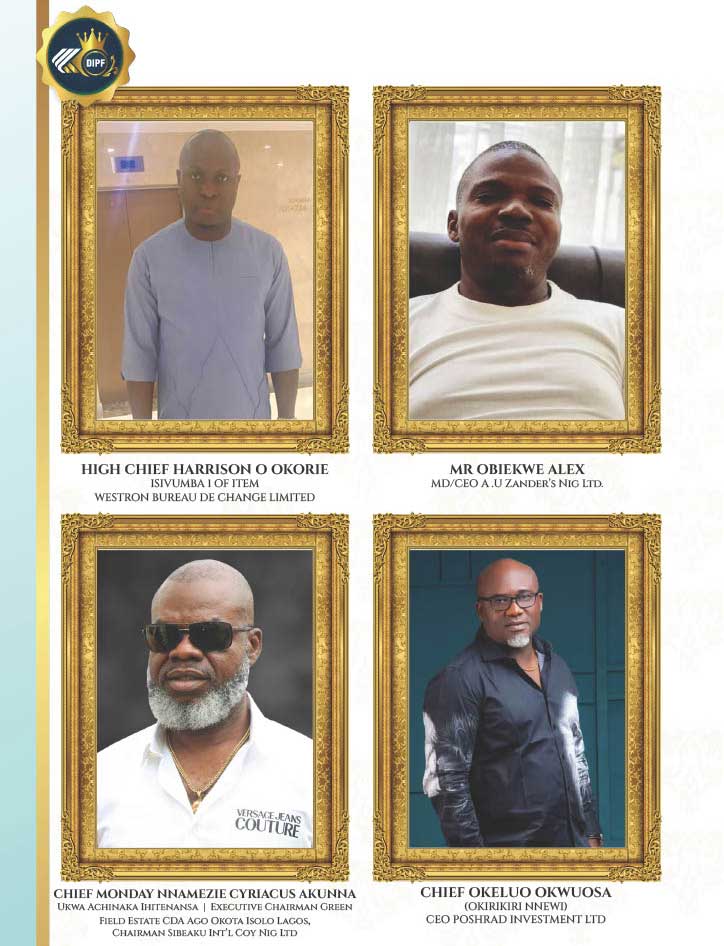 DIPF
HIGH CHIEF HARRISON O OKORIE
ISIVUMBA I OF ITEM
WESTRON BUREAU DE CHANGE LIMITED
MR OBIEKWE ALEX
MD/CEO A .U ZANDER'S NIG LTD.
VERSACE JEANS
COUTURE
CHIEF MONDAY NNAMEZIE CYRIACUS AKUNNA
UKWA ACHINAKA IHITENANSA | EXECUTIVE CHAIRMAN GREEN
FIELD ESTATE CDA AGO OKOTA ISOLO LAGOS,
CHAIRMAN SIBEAKU INT'L COY NIG LTD
CHIEF OKELUO OKWUOSA
(OKIRIKIRI NNEWI)
CEO POSHRAD INVESTMENT LTD